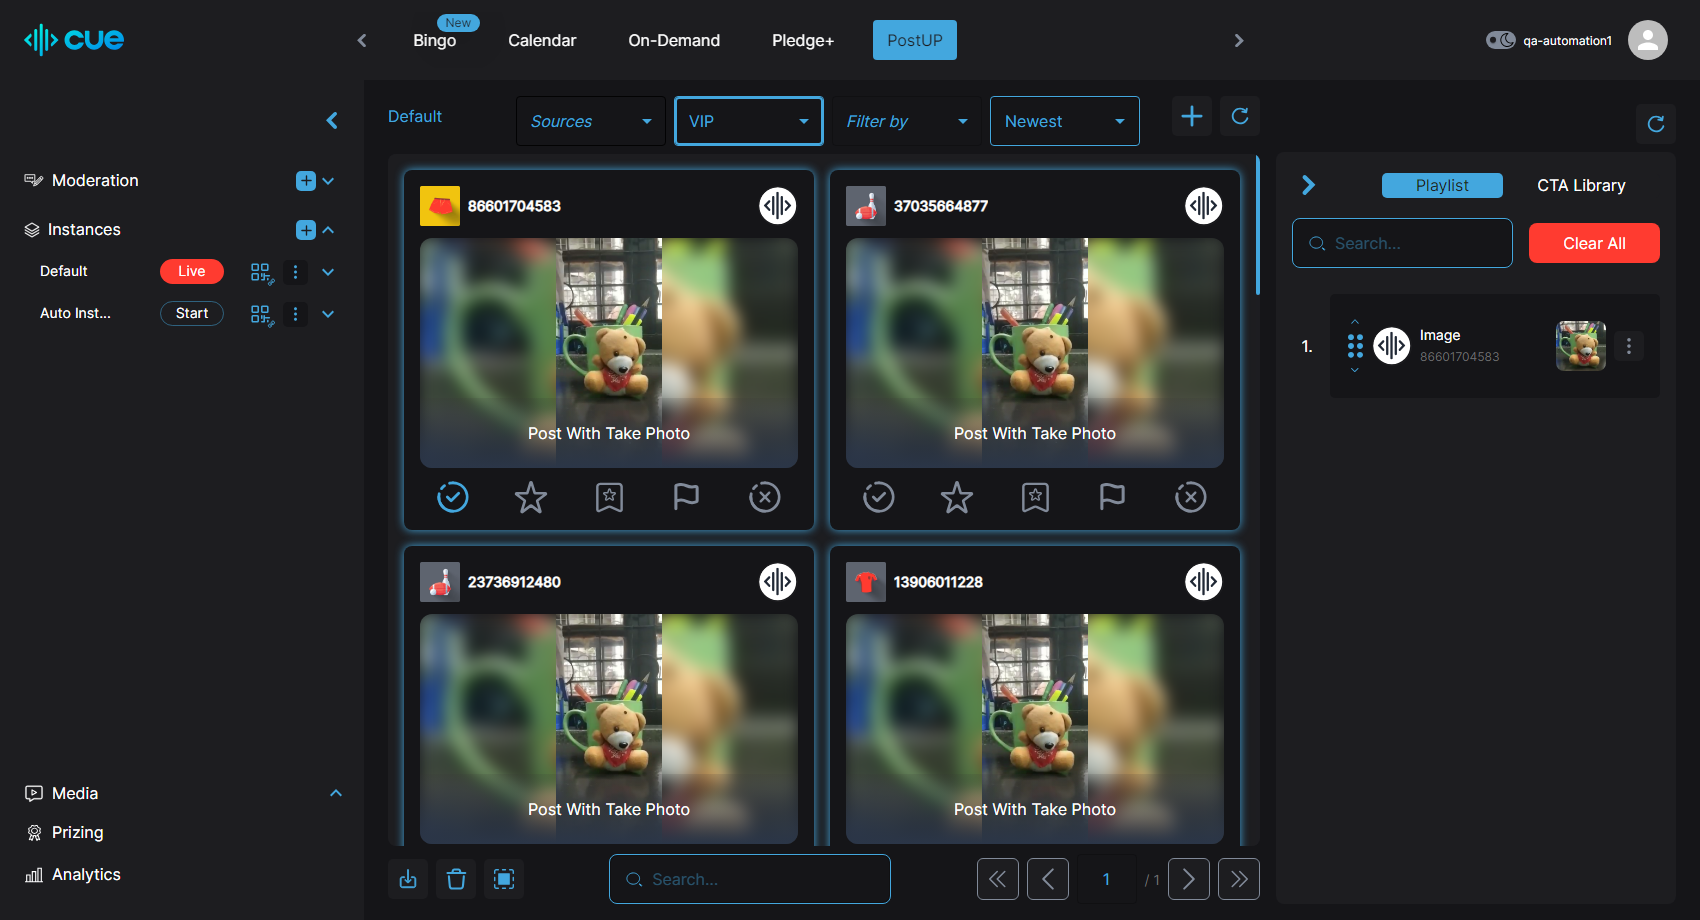 cue
New
Bingo
Calendar
On-Demand
Pledge+
PostUP
qa-automation1
Moderation
Instances
Default
Live
Auto Inst...
Start
Media
Prizing
Analytics
Default
Sources
VIP
Filter by
Newest
86601704583
Post With Take Photo
37035664877
Post With Take Photo
23736912480
Post With Take Photo
13906011228
Post With Take Photo
Search...
1
/ 1
Playlist
CTA Library
Search...
Clear All
1.
Image
86601704583